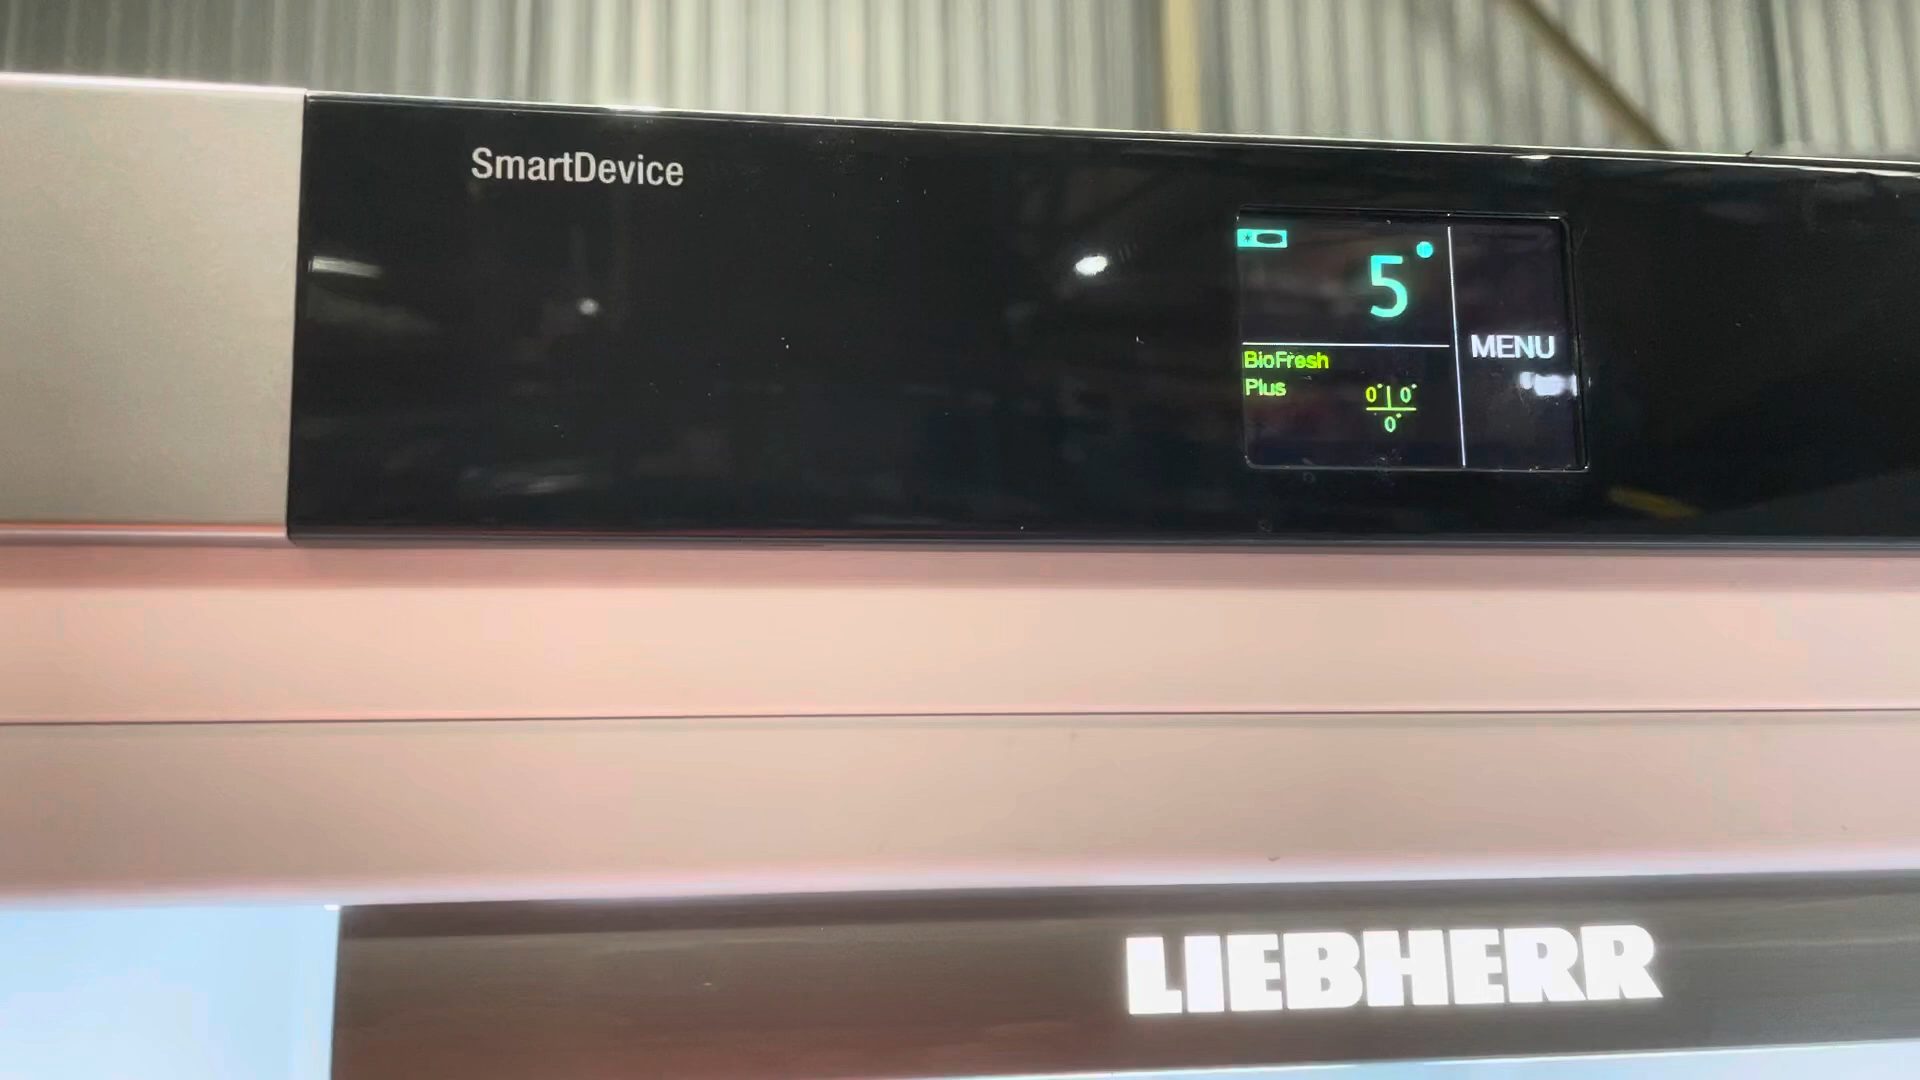 SmartDevice
5°
MENU
BioFresh
Plus
0° 0°
0°
LIEBHERR